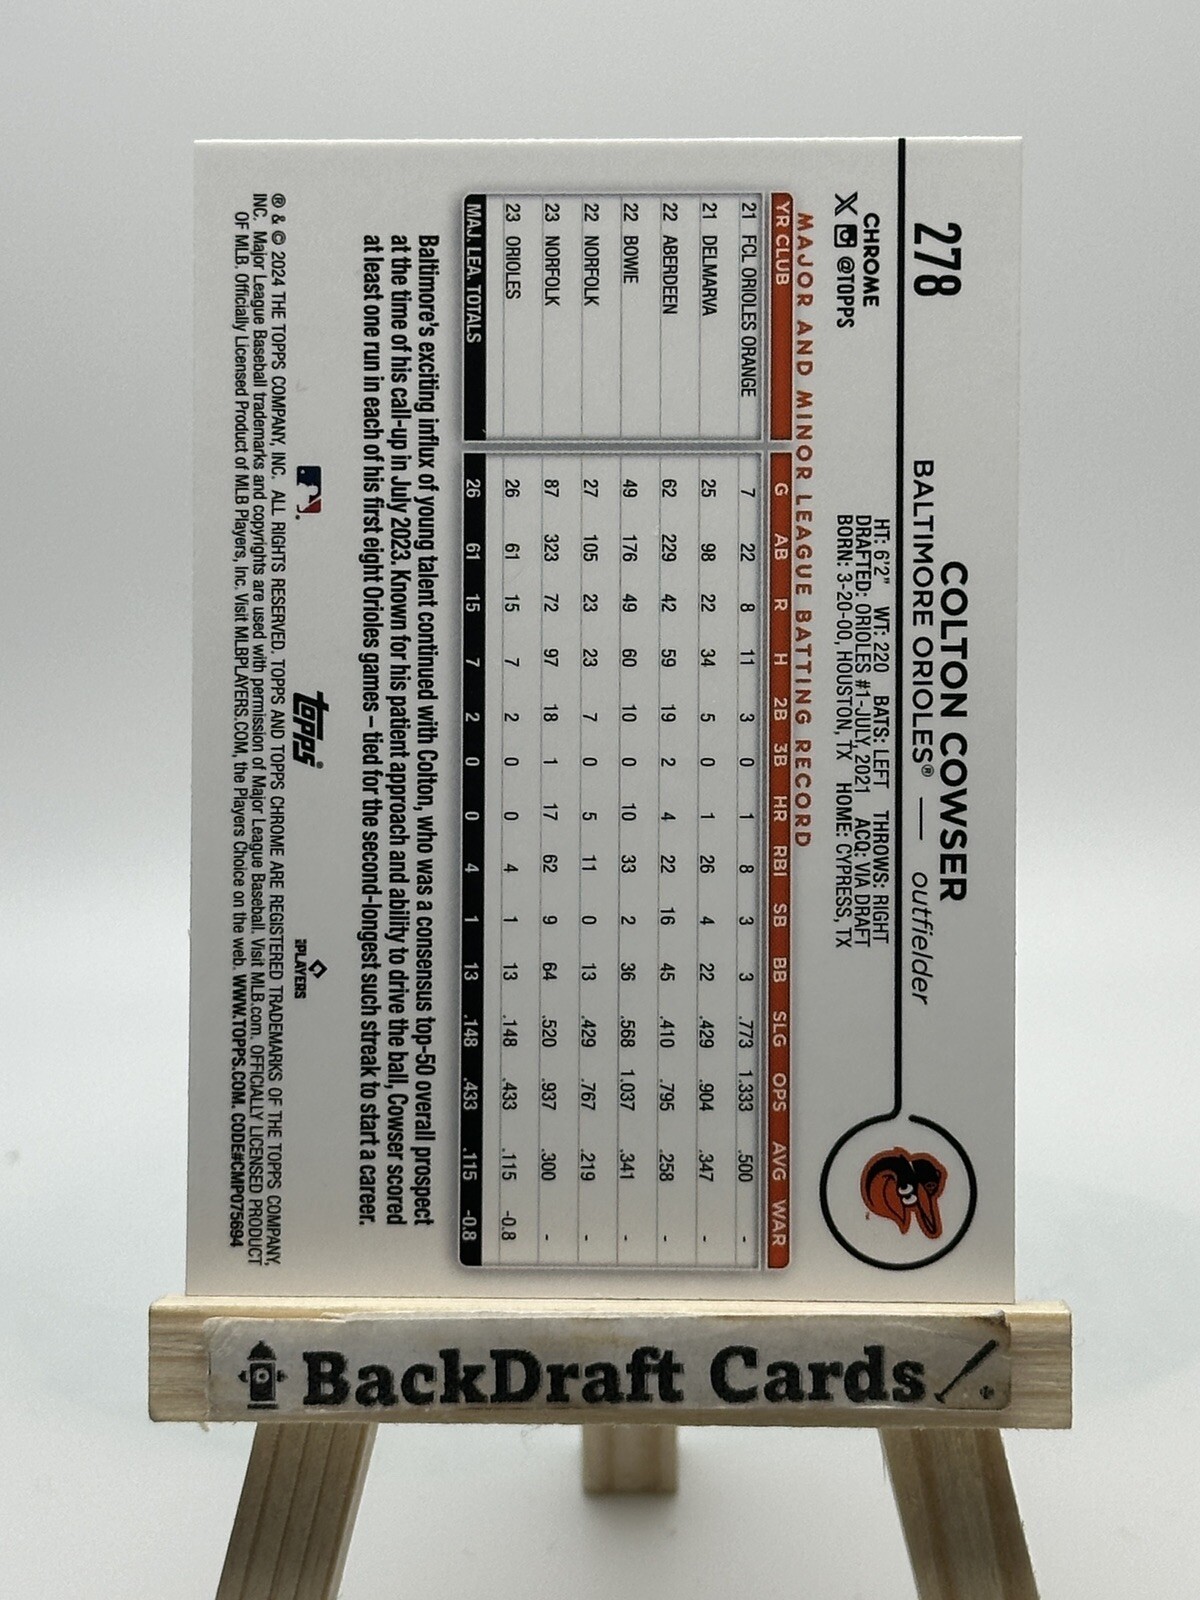 278
COLTON COWSER
BALTIMORE ORIOLES® — outfielder
CHROME
X @TOPPS
HT: 6'2" WT: 220 BATS: LEFT THROWS: RIGHT
DRAFTED: ORIOLES #1-JULY, 2021 ACQ: VIA DRAFT
BORN: 3-20-00, HOUSTON, TX HOME: CYPRESS, TX
MAJOR AND MINOR LEAGUE BATTING RECORD
YR CLUB G AB R H 2B 3B HR RBI SB BB SLG OPS AVG WAR
21 FCL ORIOLES ORANGE 7 22 8 11 3 0 1 8 3 3 .773 1.333 .500 -
21 DELMARVA 25 98 22 34 5 0 1 26 4 22 .429 .904 .347 -
22 ABERDEEN 62 229 42 59 19 2 4 22 16 45 .410 .795 .258 -
22 BOWIE 49 176 49 60 10 0 10 33 2 36 .568 1.037 .341 -
22 NORFOLK 27 105 23 23 7 0 5 11 0 13 .429 .767 .219 -
23 NORFOLK 87 323 72 97 18 1 17 62 9 64 .520 .937 .300 -
23 ORIOLES 26 61 15 7 2 0 0 4 1 13 .148 .433 .115 -0.8
MAJ. LEA. TOTALS 26 61 15 7 2 0 0 4 1 13 .148 .433 .115 -0.8
Baltimore's exciting influx of young talent continued with Colton, who was a consensus top-50 overall prospect
at the time of his call-up in July 2023. Known for his patient approach and ability to drive the ball, Cowser scored
at least one run in each of his first eight Orioles games – tied for the second-longest such streak to start a career.
topps®
PLAYERS
® & © 2024 THE TOPPS COMPANY, INC. ALL RIGHTS RESERVED. TOPPS AND TOPPS CHROME ARE REGISTERED TRADEMARKS OF THE TOPPS COMPANY,
INC. Major League Baseball trademarks and copyrights are used with permission of Major League Baseball. Visit MLB.com. OFFICIALLY LICENSED PRODUCT
OF MLB. Officially Licensed Product of MLB Players, Inc. Visit MLBPLAYERS.COM, the Players Choice on the web. WWW.TOPPS.COM. CODE#CMP075694
BackDraft Cards